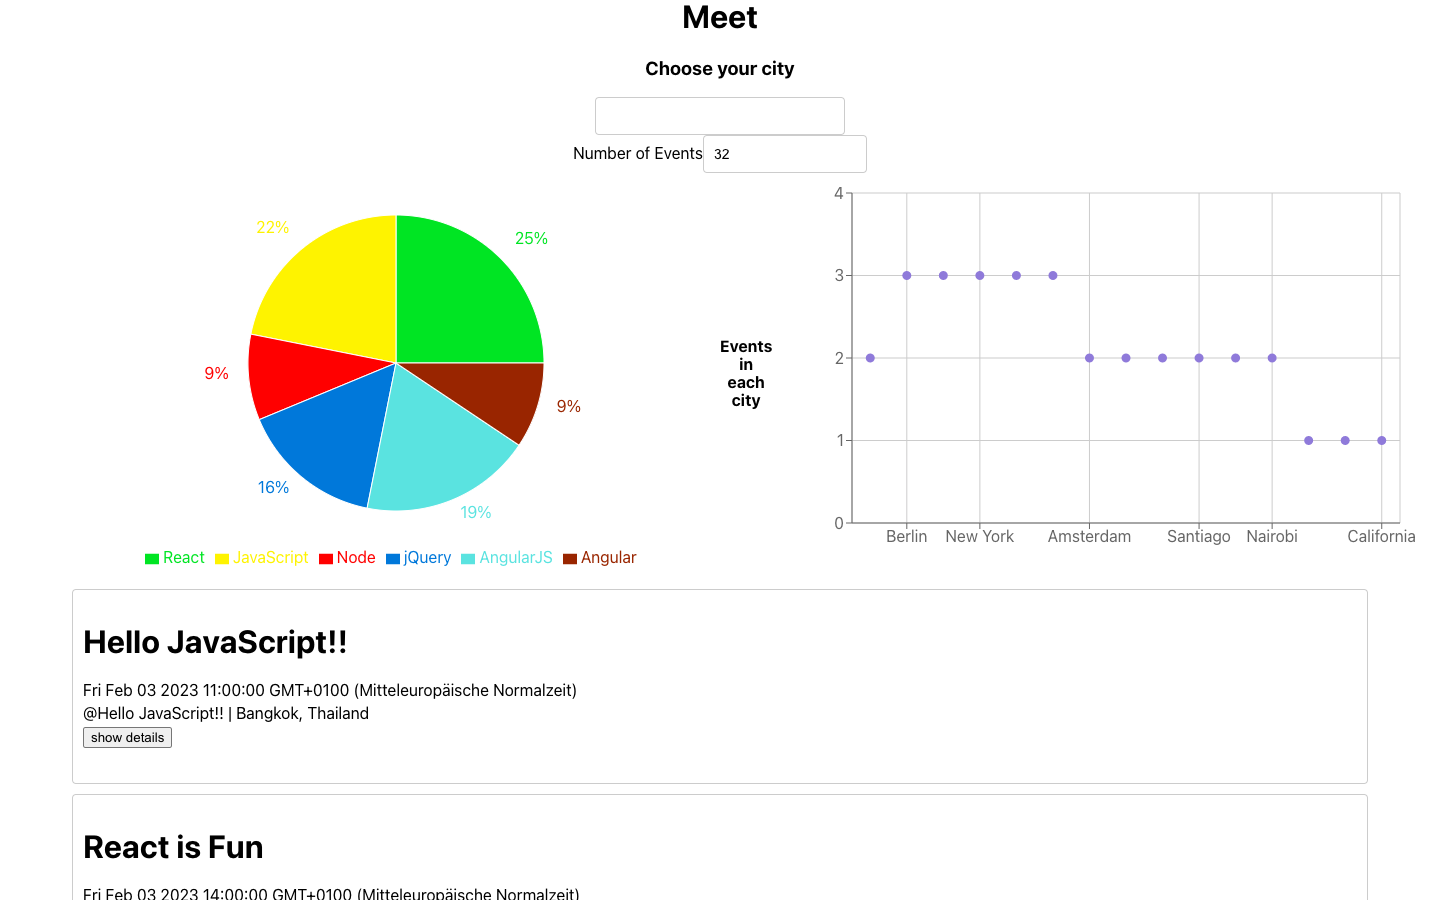 Meet
Choose your city
Number of Events 32
22%
25%
9%
9%
16%
19%
React JavaScript Node jQuery AngularJS Angular
Events
in
each
city
4
3
2
1
0
Berlin New York Amsterdam Santiago Nairobi California
Hello JavaScript!!
Fri Feb 03 2023 11:00:00 GMT+0100 (Mitteleuropäische Normalzeit)
@Hello JavaScript!! | Bangkok, Thailand
show details
React is Fun
Fri Feb 03 2023 14:00:00 GMT+0100 (Mitteleuropäische Normalzeit)